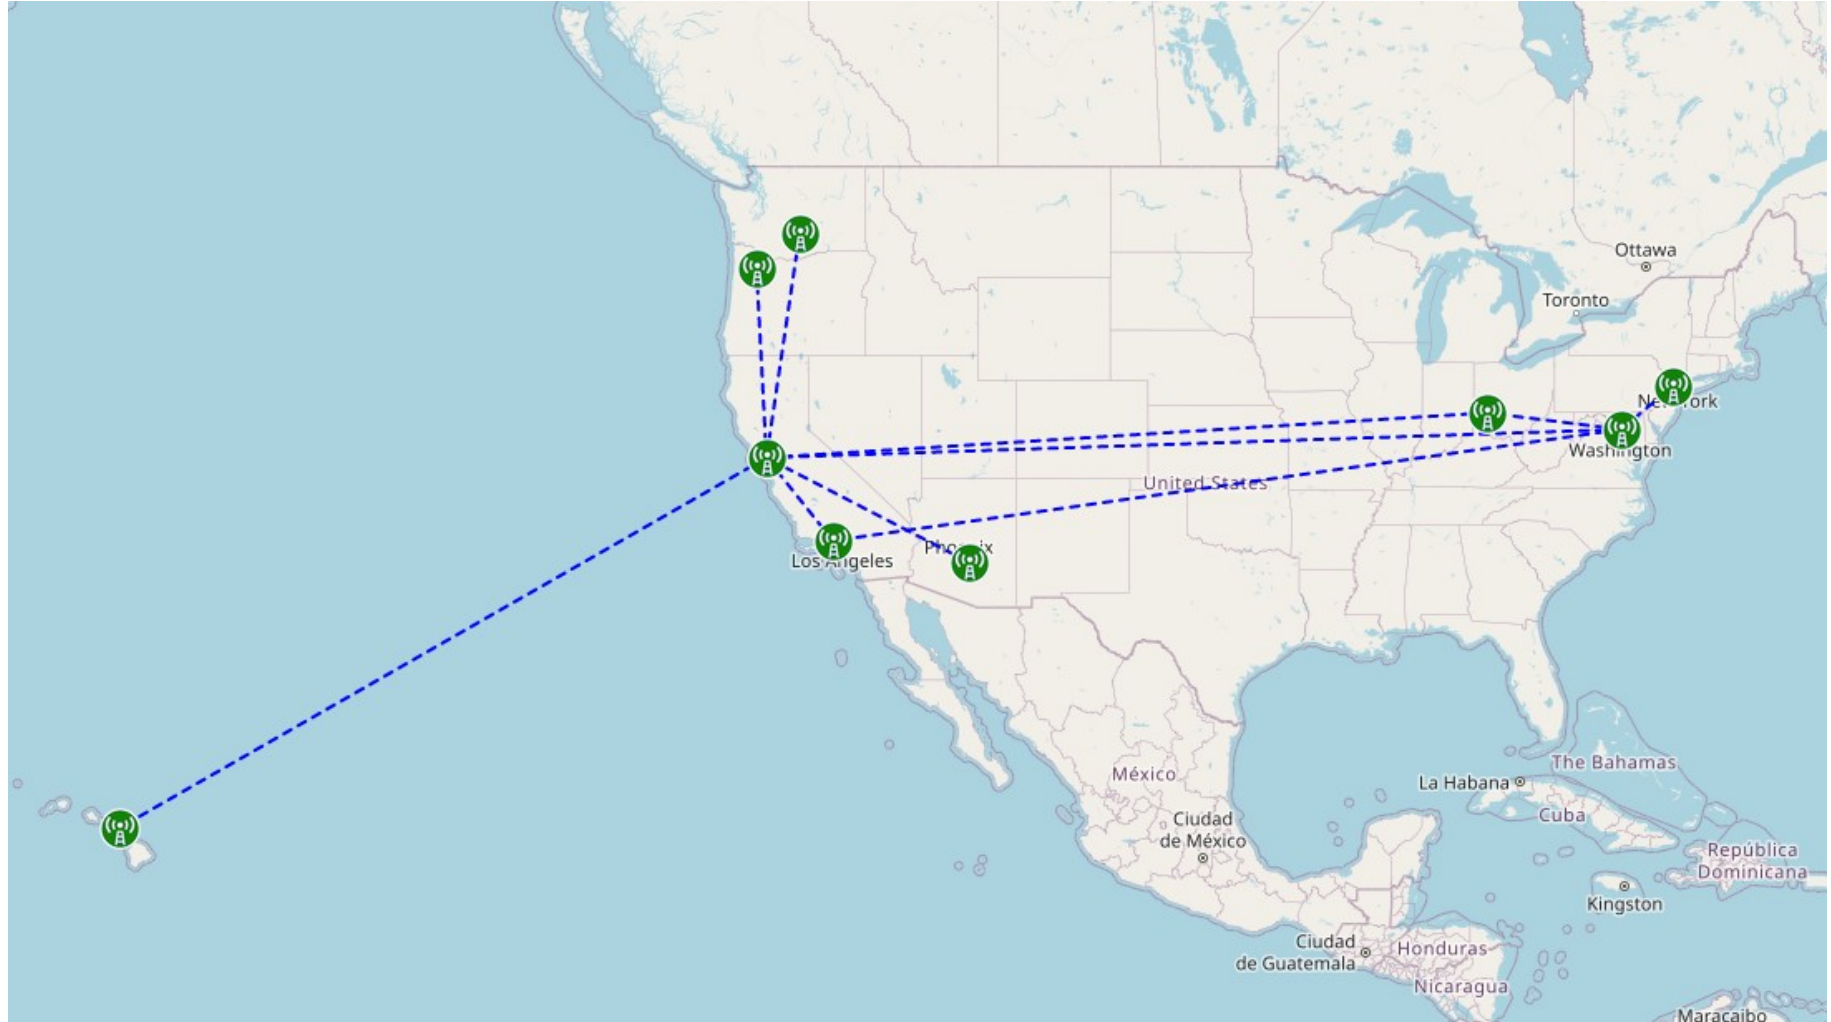 Ottawa
Toronto
New York
Washington
United States
Phoenix
Los Angeles
México
La Habana
The Bahamas
Cuba
Ciudad
de México
República
Dominicana
Kingston
Ciudad
de Guatemala
Honduras
Nicaragua
Maracaibo